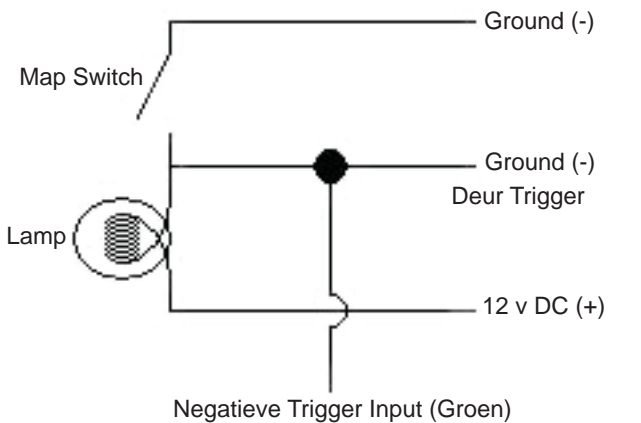 Ground (-)
Map Switch
Ground (-)
Deur Trigger
Lamp
12 v DC (+)
Negatieve Trigger Input (Groen)